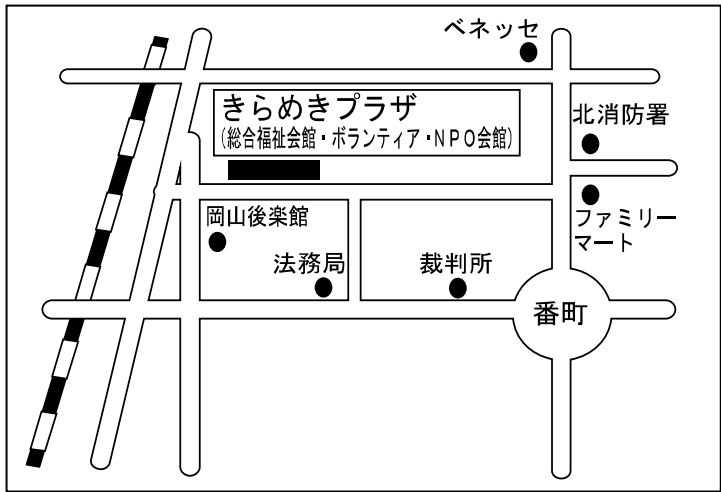 ベネッセ
きらめきプラザ
(総合福祉会館・ボランティア・NPO会館)
北消防署
岡山後楽館
ファミリー
マート
法務局
裁判所
番町